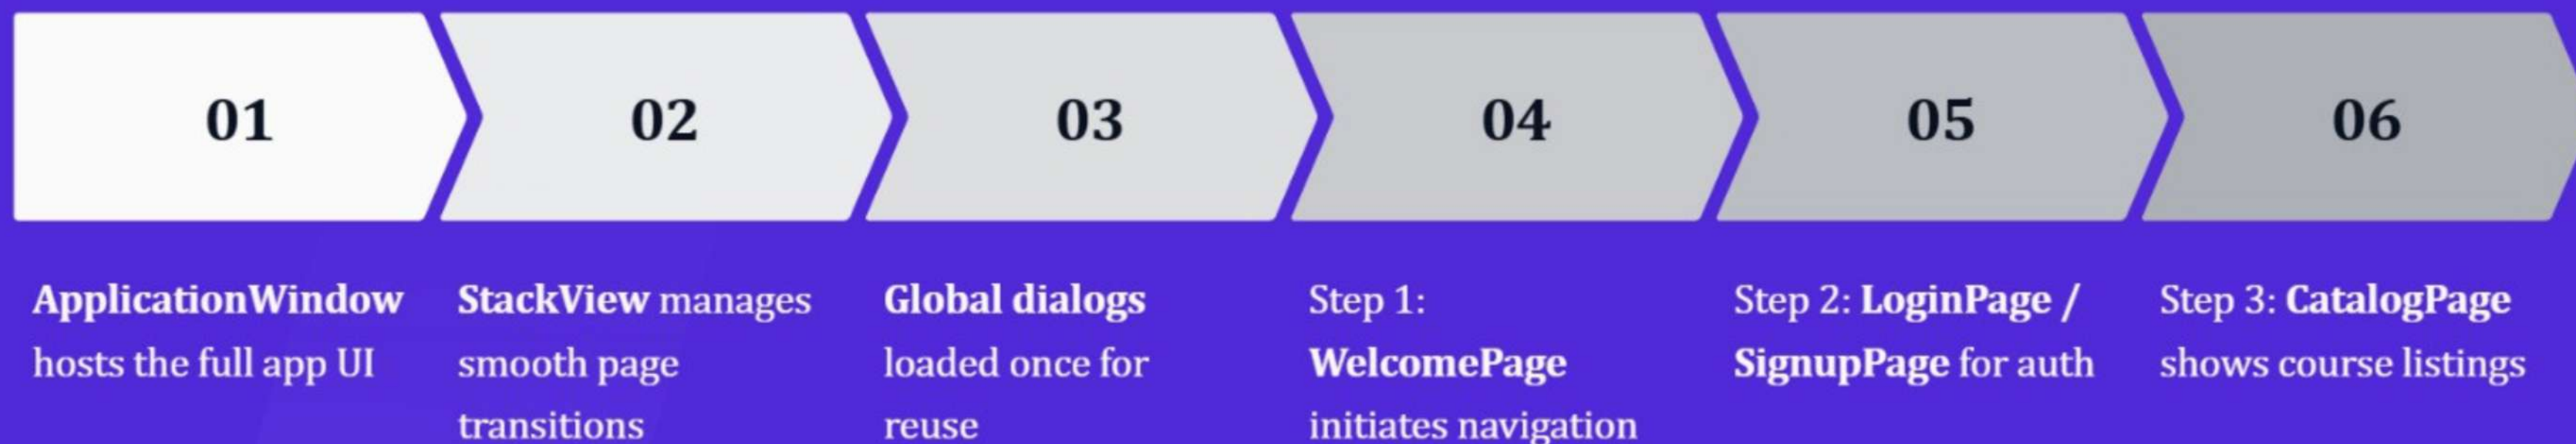 01
02
03
04
05
06
ApplicationWindow
hosts the full app UI
StackView manages
smooth page
transitions
Global dialogs
loaded once for
reuse
Step 1:
WelcomePage
initiates navigation
Step 2: LoginPage /
SignupPage for auth
Step 3: CatalogPage
shows course listings